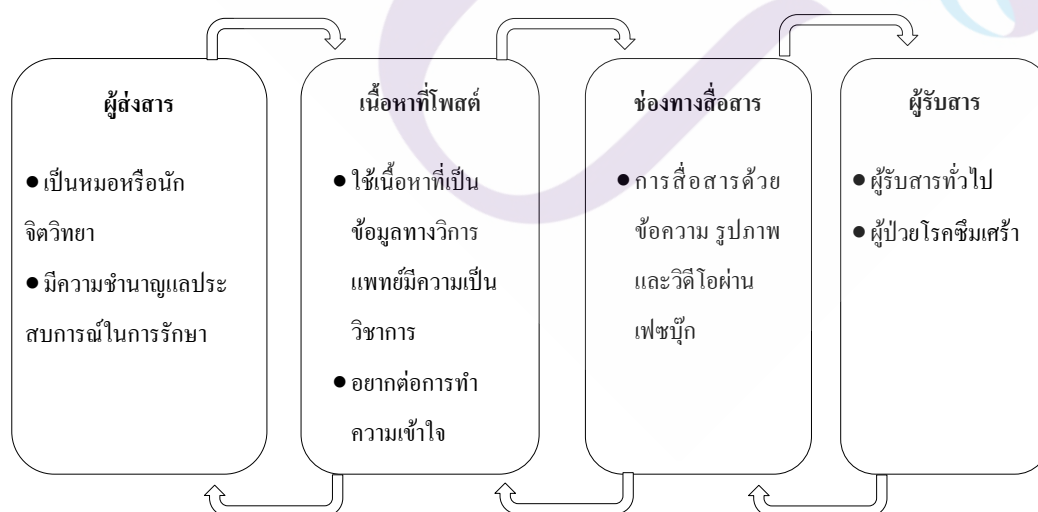 ผู้ส่งสาร
● เป็นหมอหรือนัก
จิตวิทยา
● มีความชำนาญแลประ
สบการณ์ในการรักษา
เนื้อหาที่โพสต์
● ใช้เนื้อหาที่เป็น
ข้อมูลทางวิการ
แพทย์มีความเป็น
วิชาการ
● อยากต่อการทำ
ความเข้าใจ
ช่องทางสื่อสาร
● การสื่อสารด้วย
ข้อความ รูปภาพ
และวิดีโอผ่าน
เฟซบุ๊ก
ผู้รับสาร
● ผู้รับสารทั่วไป
● ผู้ป่วยโรคซึมเศร้า